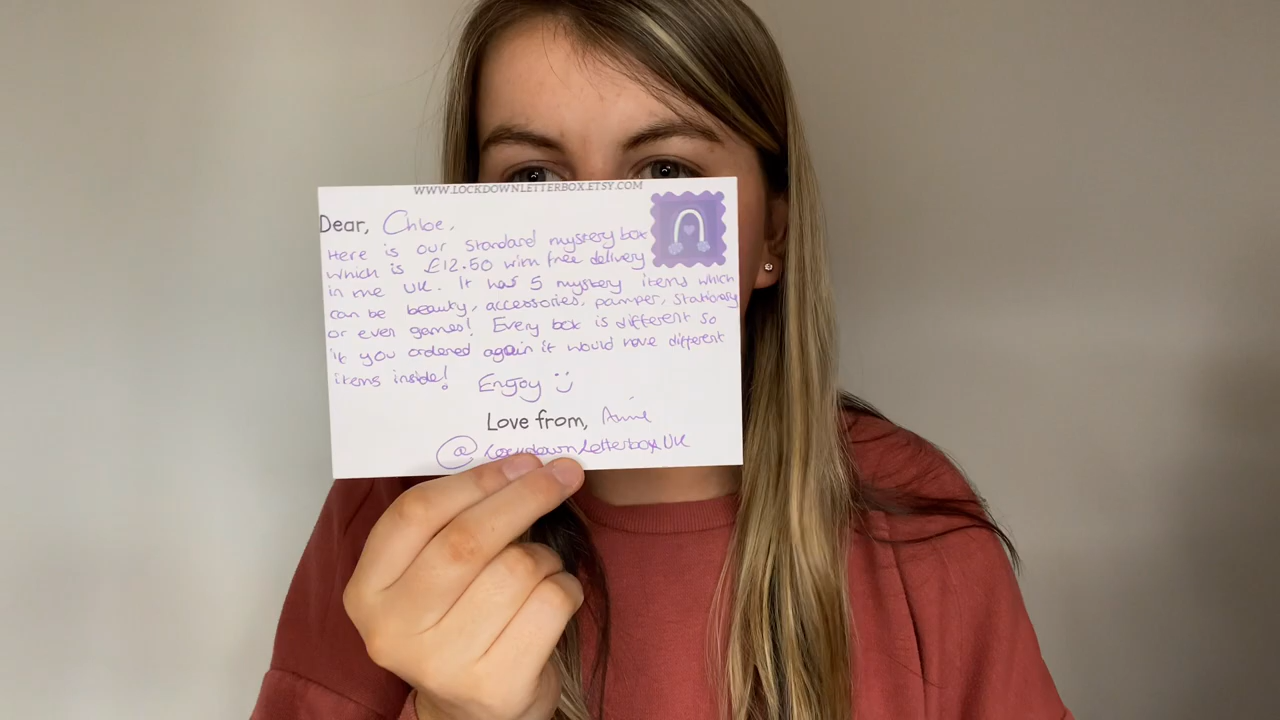 WWW.LOCKDOWNLETTERBOX.ETSY.COM
Dear, Chloe,
Here is our standard mystery box
which is £12.50 with free delivery
in the UK. It has 5 mystery items which
can be beauty, accessories, pamper, stationary
or even games! Every box is different so
if you ordered again it would have different
items inside! Enjoy :)
Love from, Annie
@LockdownLetterboxUK